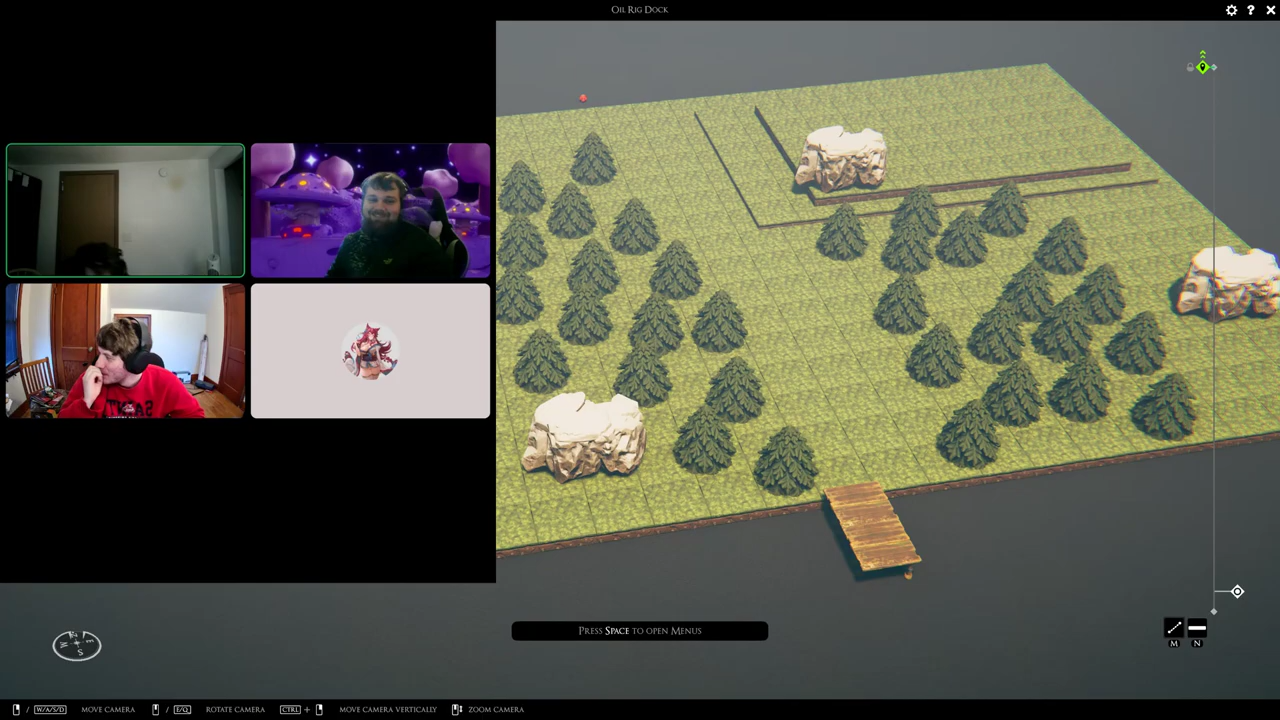 Oil Rig Dock
?
Press Space to open Menus
M
N
N
S
/ W/A/S/D Move Camera
/ E/Q Rotate Camera
CTRL + Move Camera Vertically
Zoom Camera